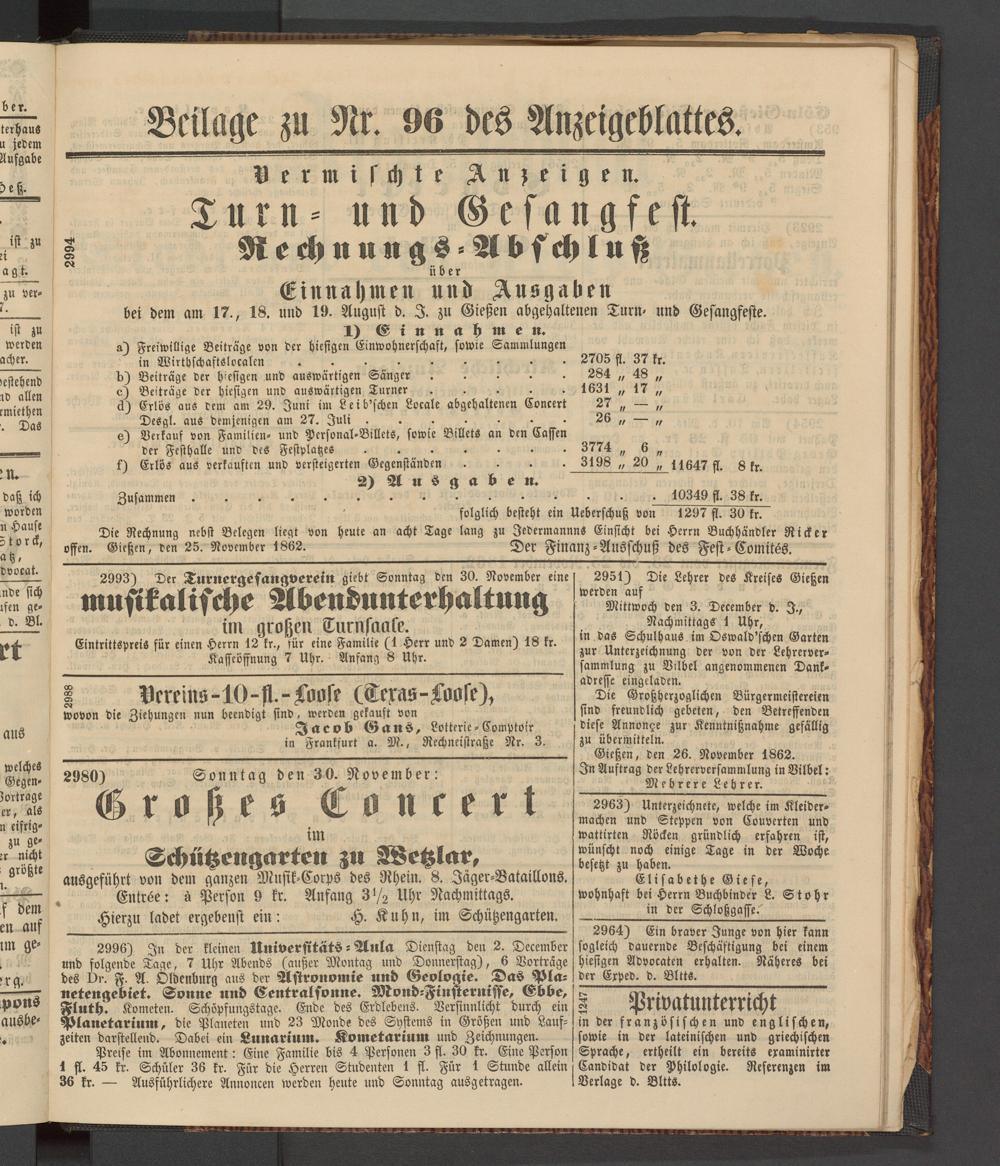 Beilage zu Nr. 96 des Anzeigeblattes.
Vermischte Anzeigen.
2994
Turn- und Gesangfest.
Rechnungs-Abschluß
über
Einnahmen und Ausgaben
bei dem am 17., 18. und 19. August d. J. zu Gießen abgehaltenen Turn- und Gesangfeste.
1) Einnahmen.
a) Freiwillige Beiträge von der hiesigen Einwohnerschaft, sowie Sammlungen
in Wirthschaftslocalen . . . . . . . . 2705 fl. 37 kr.
b) Beiträge der hiesigen und auswärtigen Sänger . . . . . 284 „ 48 „
c) Beiträge der hiesigen und auswärtigen Turner . . . . . 1631 „ 17 „
d) Erlös aus dem am 29. Juni im Leib'schen Locale abgehaltenen Concert 27 „ — „
Desgl. aus demjenigen am 27. Juli . . . . . . 26 „ — „
e) Verkauf von Familien- und Personal-Billets, sowie Billets an den Cassen
der Festhalle und des Festplatzes . . . . . . 3774 „ 6 „
f) Erlös aus verkauften und versteigerten Gegenständen . . . . 3198 „ 20 „ 11647 fl. 8 kr.
2) Ausgaben.
Zusammen . . . . . . . . . . . . 10349 fl. 38 kr.
folglich besteht ein Ueberschuß von 1297 fl. 30 kr.
Die Rechnung nebst Belegen liegt von heute an acht Tage lang zu Jedermannns Einsicht bei Herrn Buchhändler Ricker
offen. Gießen, den 25. November 1862. Der Finanz-Ausschuß des Fest-Comités.
2993) Der Turnergesangverein giebt Sonntag den 30. November eine
musikalische Abendunterhaltung
im großen Turnsaale.
Eintrittspreis für einen Herrn 12 kr., für eine Familie (1 Herr und 2 Damen) 18 kr.
Kasseöffnung 7 Uhr. Anfang 8 Uhr.
2988
Vereins-10-fl.-Loose (Texas-Loose),
wovon die Ziehungen nun beendigt sind, werden gekauft von
Jacob Gans, Lotterie-Comptoir
in Frankfurt a. M., Rechneistraße Nr. 3.
2980) Sonntag den 30. November:
Großes Concert
im
Schützengarten zu Wetzlar,
ausgeführt von dem ganzen Musik-Corps des Rhein. 8. Jäger-Bataillons.
Entrée: à Person 9 kr. Anfang 3 1/2 Uhr Nachmittags.
Hierzu ladet ergebenst ein: H. Kuhn, im Schützengarten.
2996) In der kleinen Universitäts-Aula Dienstag den 2. December
und folgende Tage, 7 Uhr Abends (außer Montag und Donnerstag), 6 Vorträge
des Dr. F. A. Oldenburg aus der Astronomie und Geologie. Das Pla-
netengebiet. Sonne und Centralsonne. Mond-Finsternisse, Ebbe,
Fluth. Kometen. Schöpfungstage. Ende des Erdlebens. Versinnlicht durch ein
Planetarium, die Planeten und 23 Monde des Systems in Größen und Lauf-
zeiten darstellend. Dabei ein Lunarium. Kometarium und Zeichnungen.
Preise im Abonnement: Eine Familie bis 4 Personen 3 fl. 30 kr. Eine Person
1 fl. 45 kr. Schüler 36 kr. Für die Herren Studenten 1 fl. Für 1 Stunde allein
36 kr. — Ausführlichere Annoncen werden heute und Sonntag ausgetragen.
2951) Die Lehrer des Kreises Gießen
werden auf
Mittwoch den 3. December d. J.,
Nachmittags 1 Uhr,
in das Schulhaus im Oswald'schen Garten
zur Unterzeichnung der von der Lehrerver-
sammlung zu Vilbel angenommenen Dank-
adresse eingeladen.
Die Großherzoglichen Bürgermeistereien
sind freundlich gebeten, den Betreffenden
diese Annonçe zur Kenntnißnahme gefällig
zu übermitteln.
Gießen, den 26. November 1862.
In Auftrag der Lehrerversammlung in Vilbel:
Mehrere Lehrer.
2963) Unterzeichnete, welche im Kleider-
machen und Steppen von Couverten und
wattirten Röcken gründlich erfahren ist,
wünscht noch einige Tage in der Woche
besetzt zu haben.
Elisabethe Giese,
wohnhaft bei Herrn Buchbinder L. Stohr
in der Schloßgasse.
2964) Ein braver Junge von hier kann
sogleich dauernde Beschäftigung bei einem
hiesigen Advocaten erhalten. Näheres bei
der Exped. d. Bltts.
1247
Privatunterricht
in der französischen und englischen,
sowie in der lateinischen und griechischen
Sprache, ertheilt ein bereits examinirter
Candidat der Philologie. Referenzen im
Verlage d. Bltts.